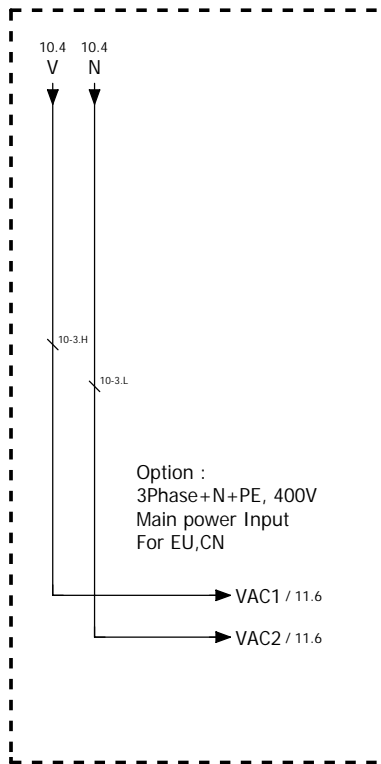 10.4 10.4
V N
10-3.H
10-3.L
Option :
3Phase+N+PE, 400V
Main power Input
For EU,CN
VAC1 / 11.6
VAC2 / 11.6